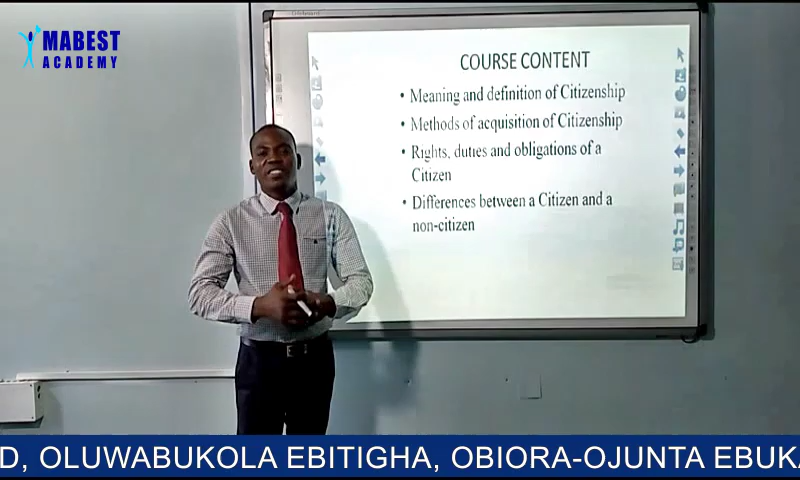 MABEST
ACADEMY
COURSE CONTENT
• Meaning and definition of Citizenship
• Methods of acquisition of Citizenship
• Rights, duties and obligations of a
Citizen
• Differences between a Citizen and a
non-citizen
D, OLUWABUKOLA EBITIGHA, OBIORA-OJUNTA EBUKA